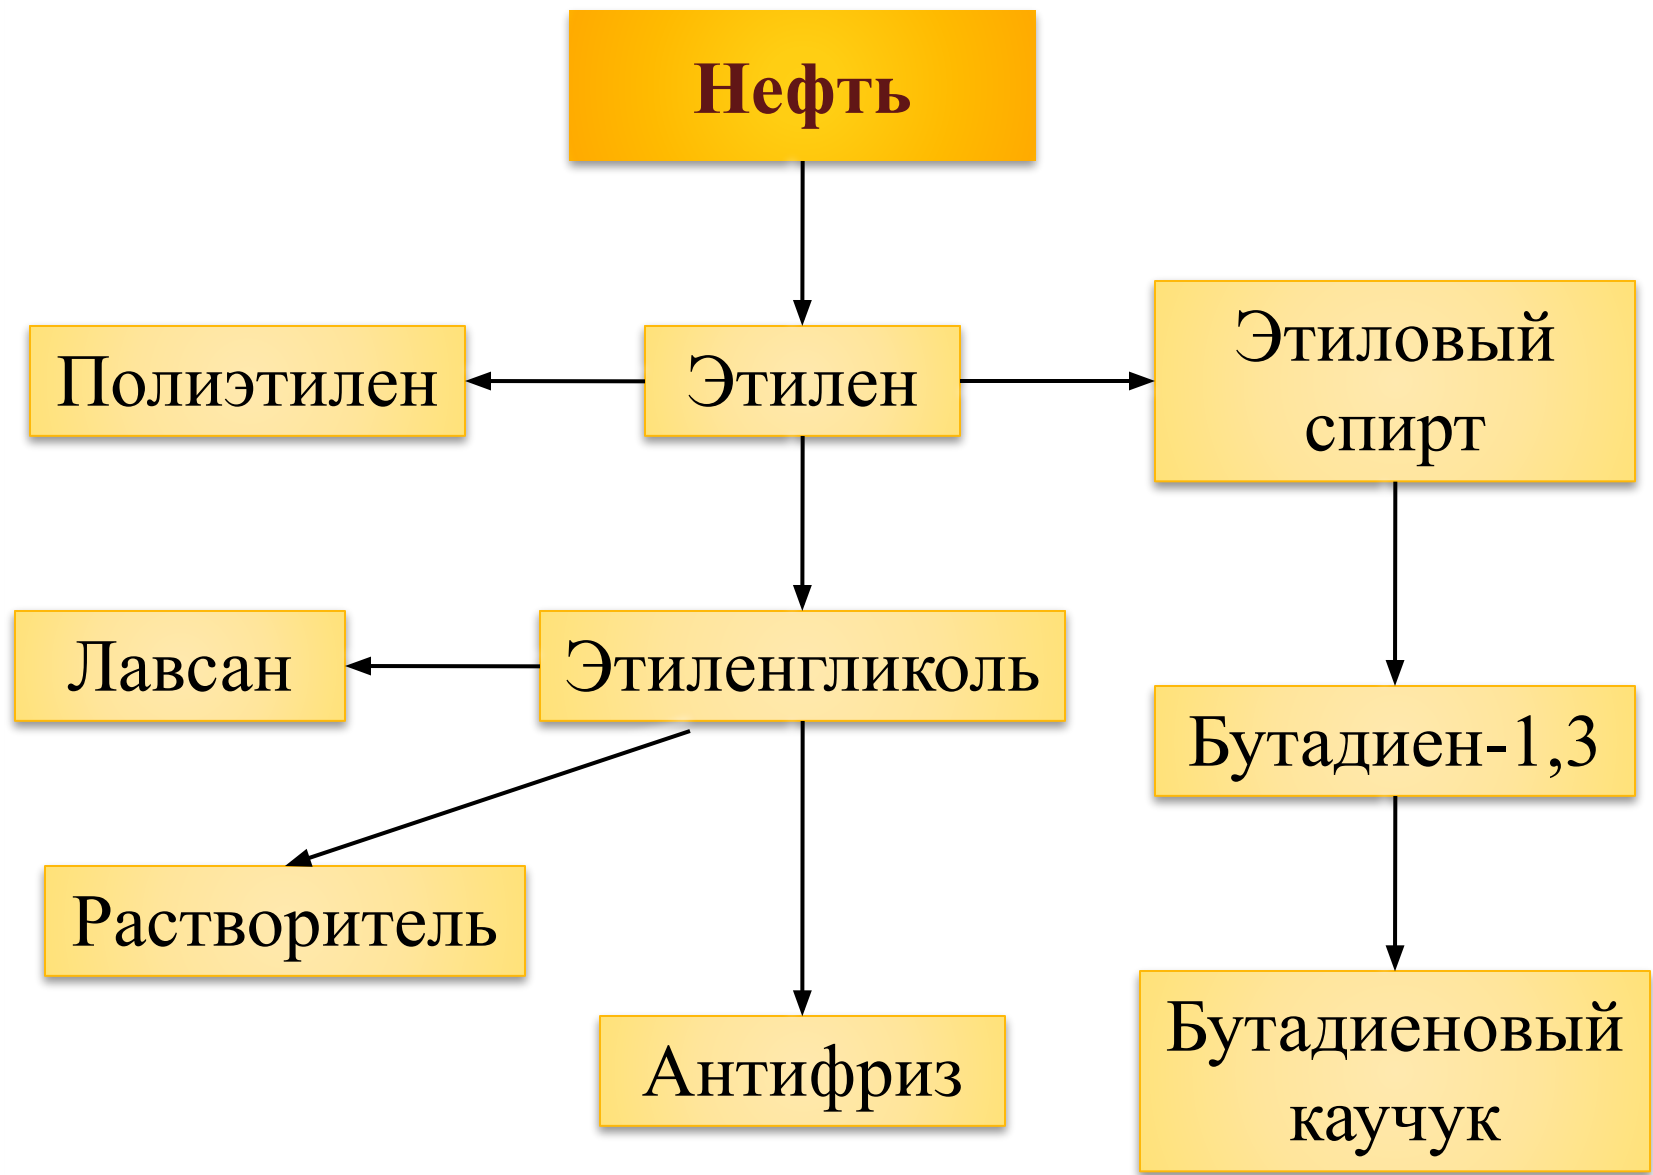 Нефть
Полиэтилен
Этилен
Этиловый
спирт
Лавсан
Этиленгликоль
Бутадиен-1,3
Растворитель
Антифриз
Бутадиеновый
каучук